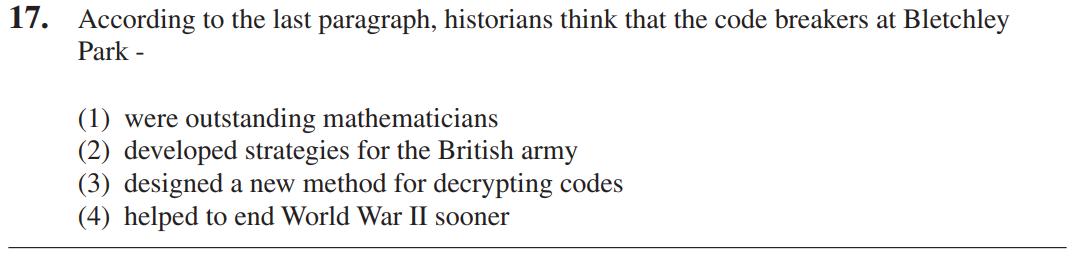 17. According to the last paragraph, historians think that the code breakers at Bletchley
Park -
(1) were outstanding mathematicians
(2) developed strategies for the British army
(3) designed a new method for decrypting codes
(4) helped to end World War II sooner